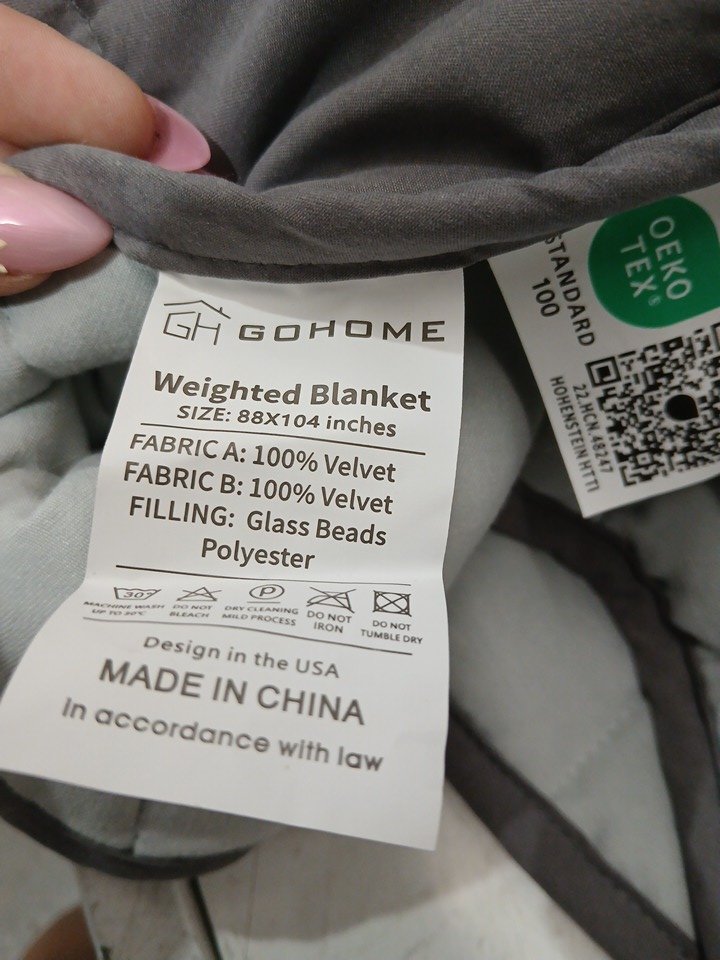 GH GOHOME
Weighted Blanket
SIZE: 88X104 inches
FABRIC A: 100% Velvet
FABRIC B: 100% Velvet
FILLING: Glass Beads
Polyester
30°
P
MACHINE WASH
UP TO 30°C
DO NOT
BLEACH
DRY CLEANING
MILD PROCESS
DO NOT
IRON
DO NOT
TUMBLE DRY
Design in the USA
MADE IN CHINA
In accordance with law
OEKO
TEX®
STANDARD
100
22.HCN.48247
HOHENSTEIN HTTI